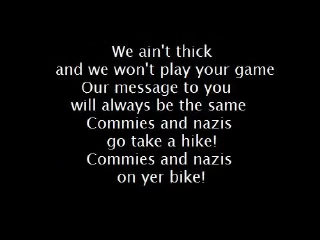 We ain't thick
and we won't play your game
Our message to you
will always be the same
Commies and nazis
go take a hike!
Commies and nazis
on yer bike!